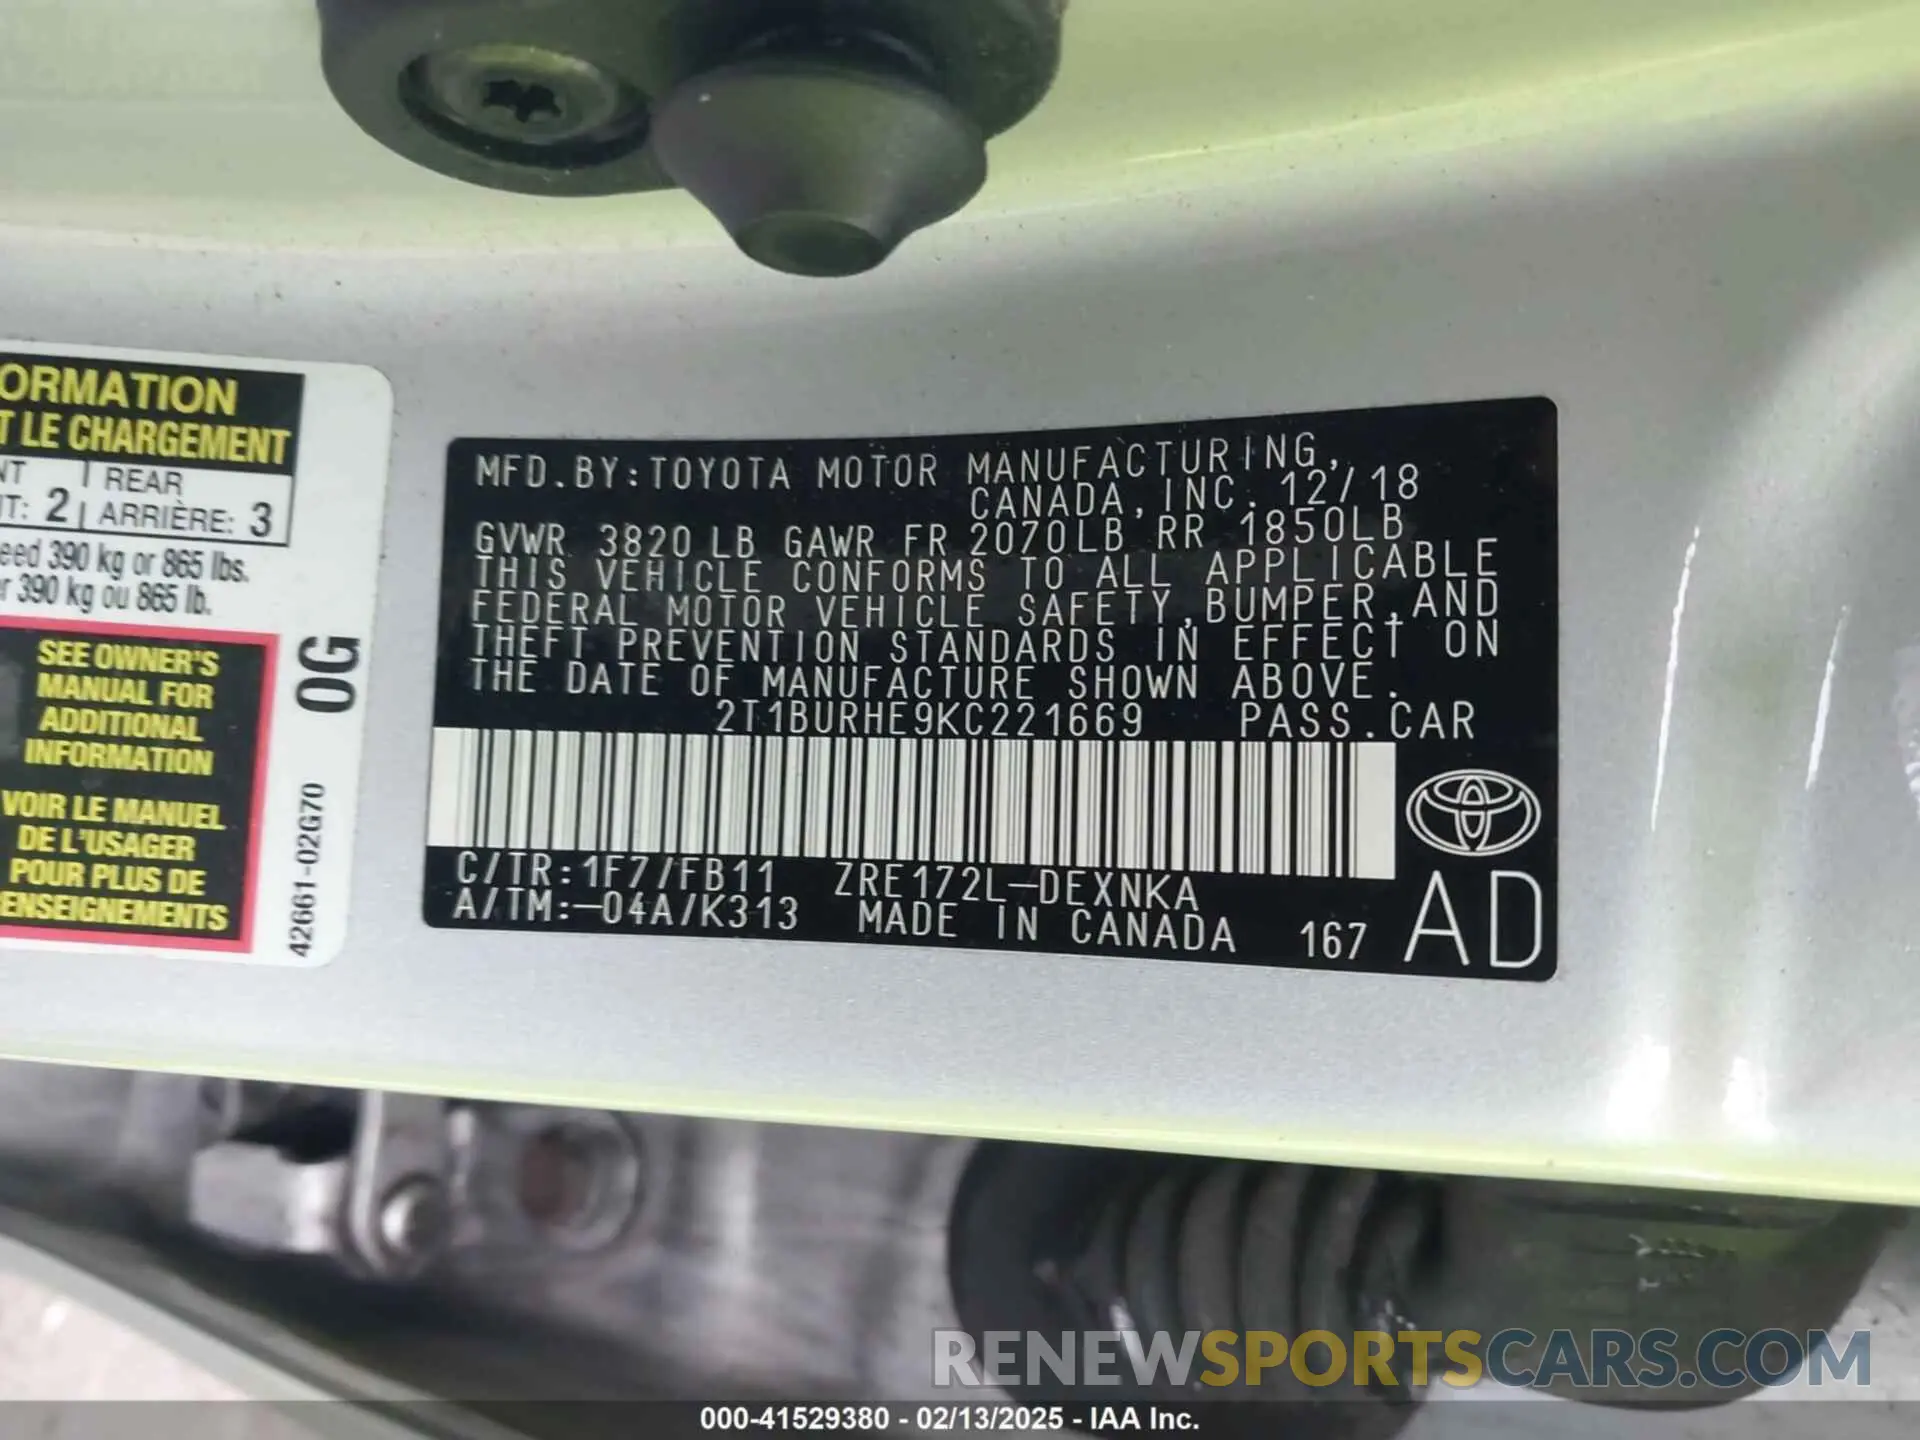 ORMATION
T LE CHARGEMENT
NT REAR
T: 2 ARRIÈRE: 3
eed 390 kg or 865 lbs.
r 390 kg ou 865 lb.
SEE OWNER'S
MANUAL FOR
ADDITIONAL
INFORMATION
VOIR LE MANUEL
DE L'USAGER
POUR PLUS DE
ENSEIGNEMENTS
0G
42661-02G70
MFD.BY:TOYOTA MOTOR MANUFACTURING,
CANADA,INC. 12/18
GVWR 3820LB GAWR FR 2070LB RR 1850LB
THIS VEHICLE CONFORMS TO ALL APPLICABLE
FEDERAL MOTOR VEHICLE SAFETY,BUMPER,AND
THEFT PREVENTION STANDARDS IN EFFECT ON
THE DATE OF MANUFACTURE SHOWN ABOVE.
2T1BURHE9KC221669 PASS.CAR
C/TR:1F7/FB11 ZRE172L-DEXNKA
A/TM:-04A/K313 MADE IN CANADA 167
AD
RENEWSPORTSCARS.COM
000-41529380 - 02/13/2025 - IAA Inc.